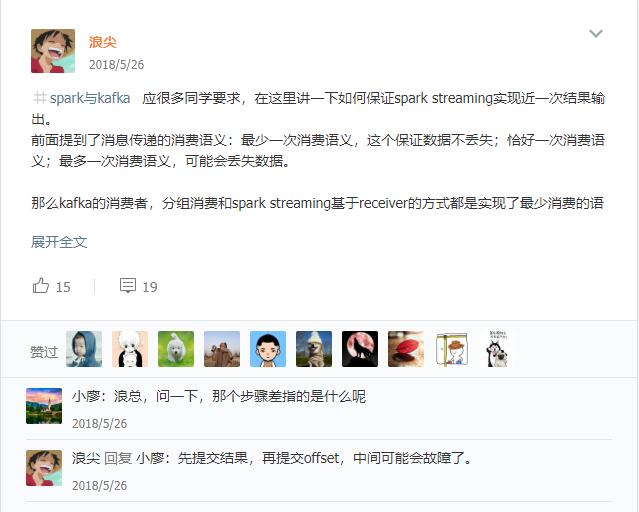 浪尖
2018/5/26
#spark与kafka 应很多同学要求，在这里讲一下如何保证spark streaming实现近一次结果输
出。
前面提到了消息传递的消费语义：最少一次消费语义，这个保证数据不丢失；恰好一次消费语
义；最多一次消费语义，可能会丢失数据。
那么kafka的消费者，分组消费和spark streaming基于receiver的方式都是实现了最少消费的语
展开全文
15
19
赞过
小廖：浪总，问一下，那个步骤差指的是什么呢
2018/5/26
浪尖 回复 小廖：先提交结果，再提交offset，中间可能会故障了。
2018/5/26